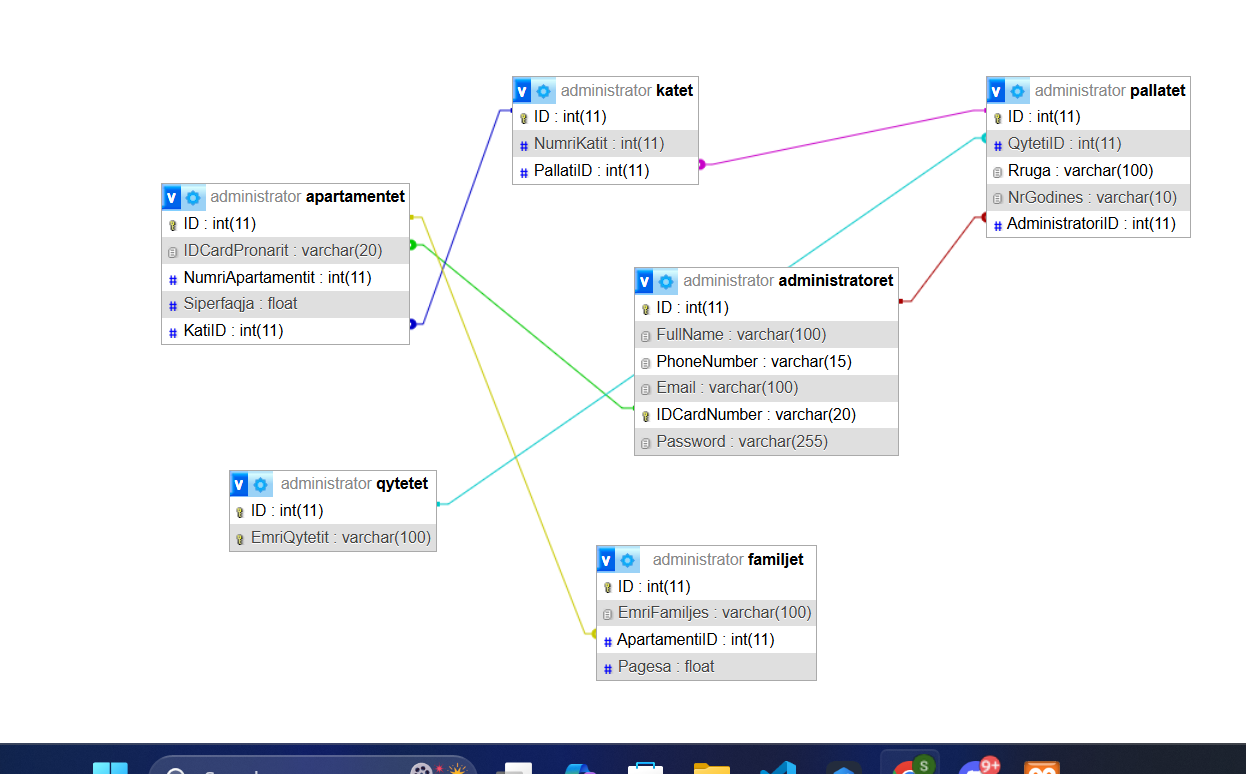 administrator katet
ID : int(11)
NumriKatit : int(11)
PallatiID : int(11)
administrator pallatet
ID : int(11)
QytetiID : int(11)
Rruga : varchar(100)
NrGodines : varchar(10)
AdministratoriID : int(11)
administrator apartamentet
ID : int(11)
IDCardPronarit : varchar(20)
NumriApartamentit : int(11)
Siperfaqja : float
KatiID : int(11)
administrator administratoret
ID : int(11)
FullName : varchar(100)
PhoneNumber : varchar(15)
Email : varchar(100)
IDCardNumber : varchar(20)
Password : varchar(255)
administrator qytetet
ID : int(11)
EmriQytetit : varchar(100)
administrator familjet
ID : int(11)
EmriFamiljes : varchar(100)
ApartamentiID : int(11)
Pagesa : float
S
9+